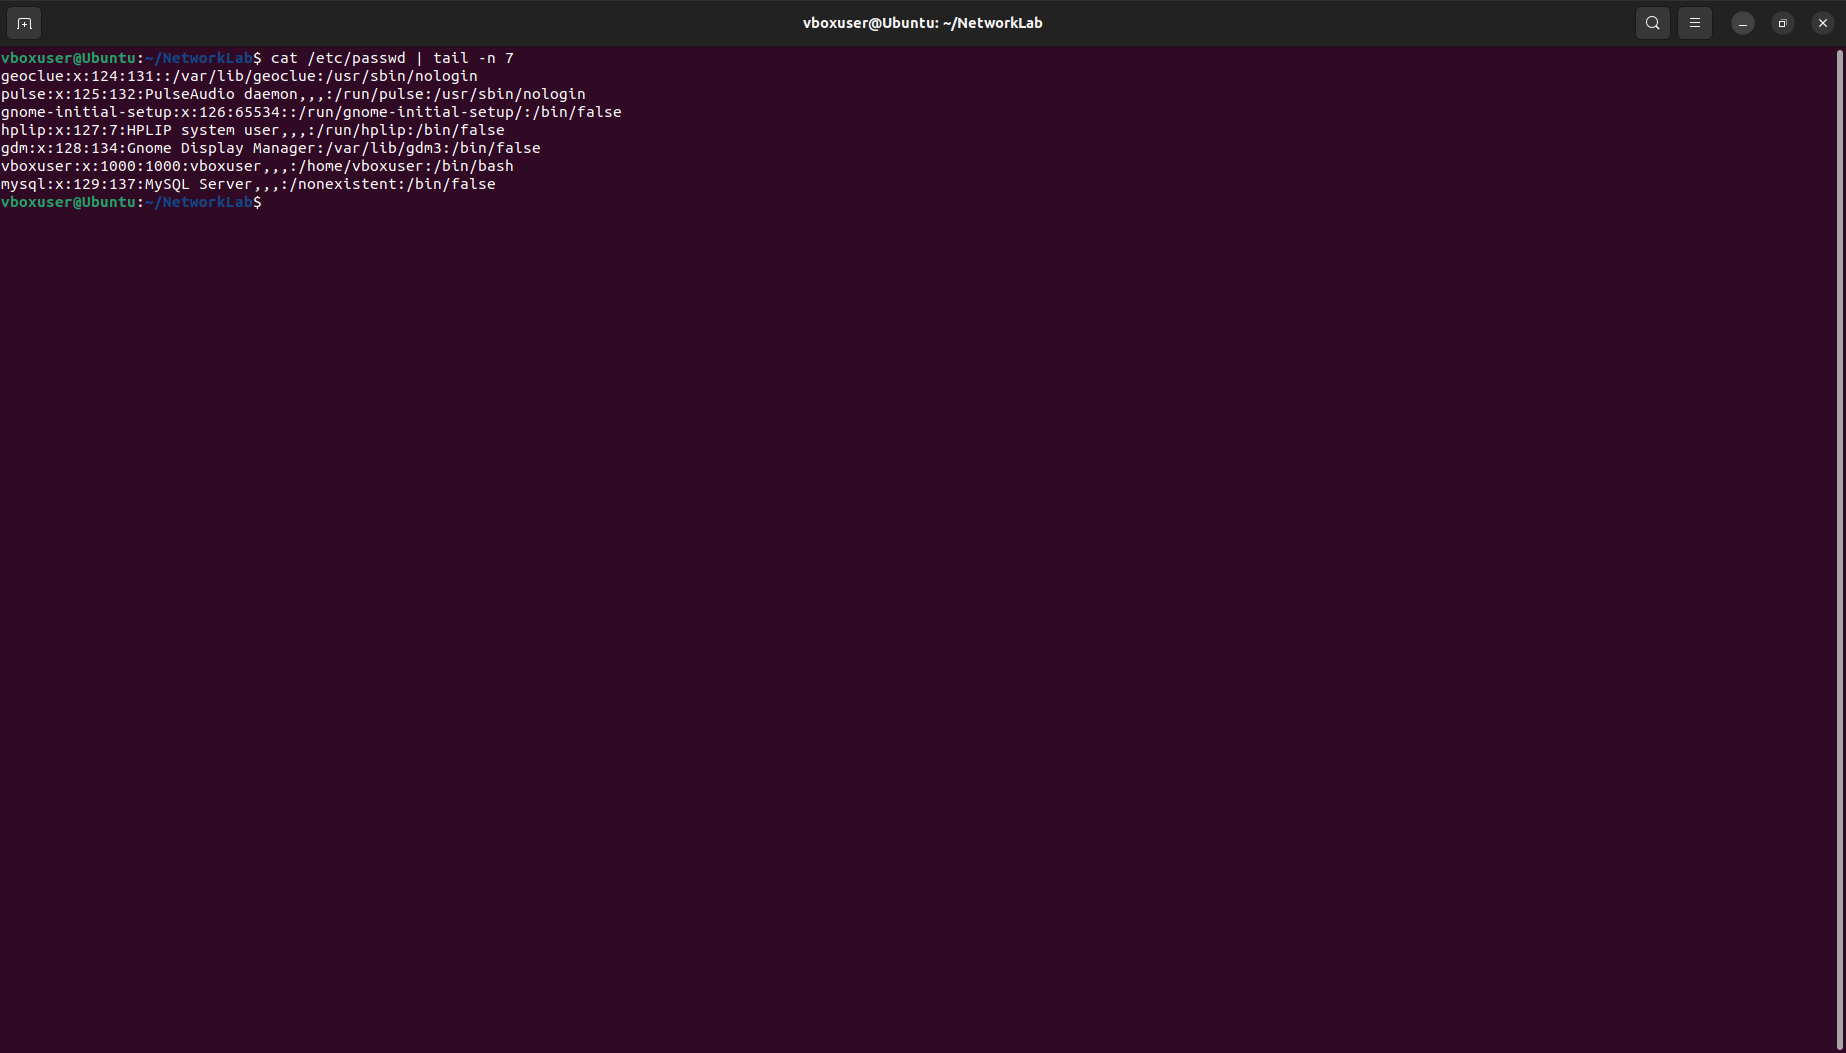 vboxuser@Ubuntu: ~/NetworkLab
vboxuser@Ubuntu:~/NetworkLab$ cat /etc/passwd | tail -n 7
geoclue:x:124:131::/var/lib/geoclue:/usr/sbin/nologin
pulse:x:125:132:PulseAudio daemon,,,:/run/pulse:/usr/sbin/nologin
gnome-initial-setup:x:126:65534::/run/gnome-initial-setup/:/bin/false
hplip:x:127:7:HPLIP system user,,,:/run/hplip:/bin/false
gdm:x:128:134:Gnome Display Manager:/var/lib/gdm3:/bin/false
vboxuser:x:1000:1000:vboxuser,,,:/home/vboxuser:/bin/bash
mysql:x:129:137:MySQL Server,,,:/nonexistent:/bin/false
vboxuser@Ubuntu:~/NetworkLab$